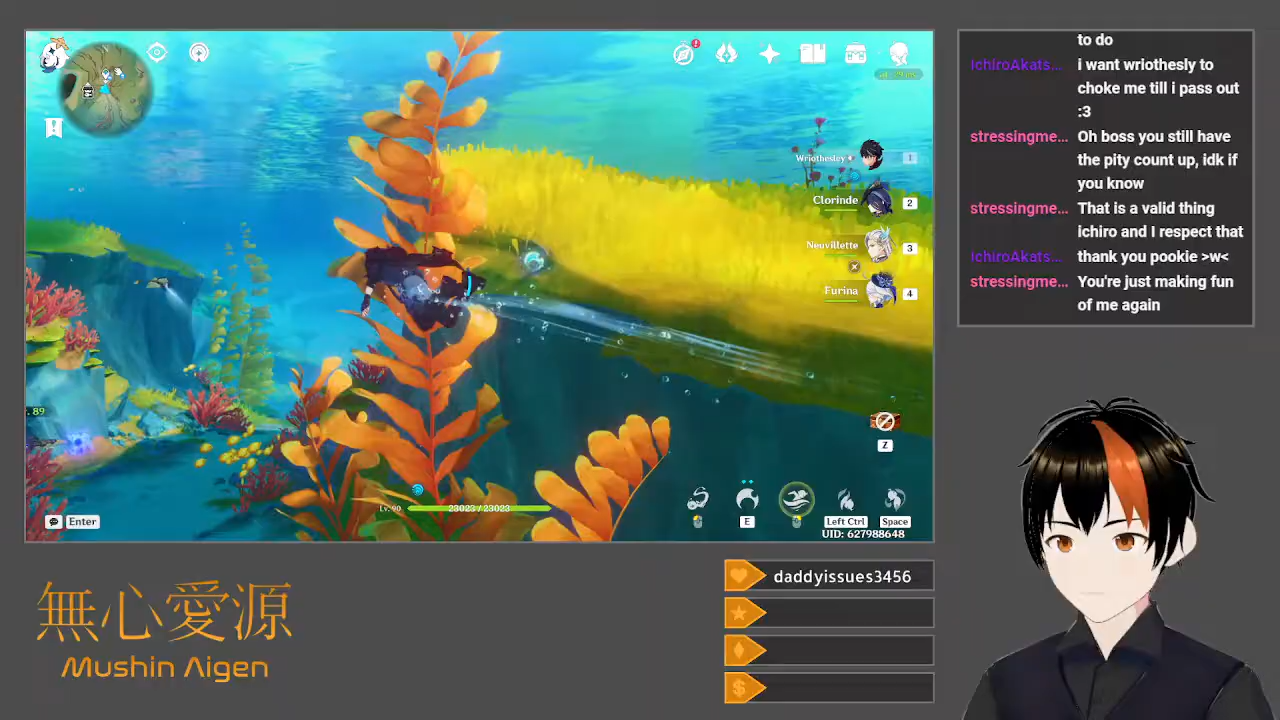 to do
IchiroAkats... i want wriothesly to
choke me till i pass out
:3
stressingme... Oh boss you still have
the pity count up, idk if
you know
stressingme... That is a valid thing
Ichiro and I respect that
IchiroAkats... thank you pookie >w<
stressingme... You're just making fun
of me again
Wriothesley 1
Clorinde 2
Neuvillette 3
Furina 4
.89
Z
Lv. 90 23023 / 23023
Enter
E
Left Ctrl
Space
UID: 627988648
無心愛源
Mushin Aigen
daddyissues3456